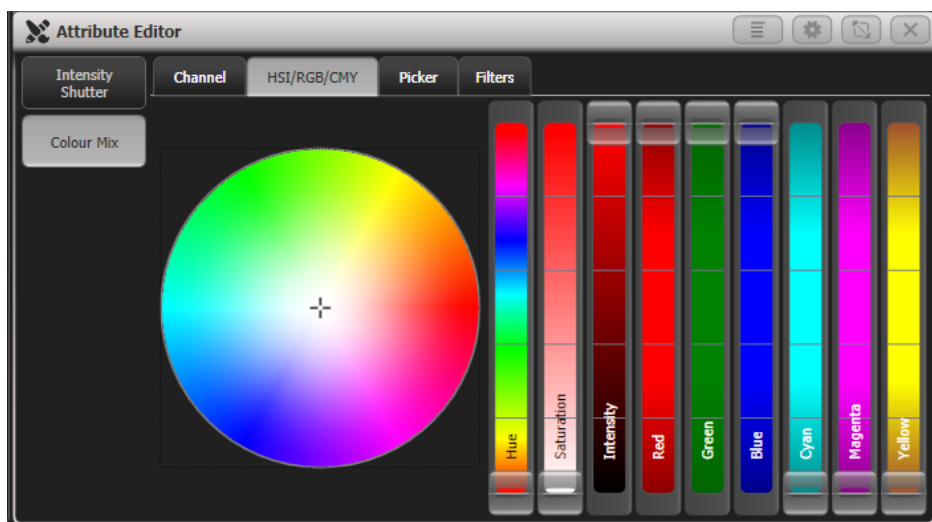 Attribute Editor
Intensity
Shutter
Channel
HSI/RGB/CMY
Picker
Filters
Colour Mix
Hue
Saturation
Intensity
Red
Green
Blue
Cyan
Magenta
Yellow